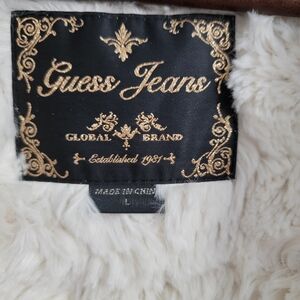 Guess Jeans
GLOBAL BRAND
Established 1981
MADE IN CHIN
L